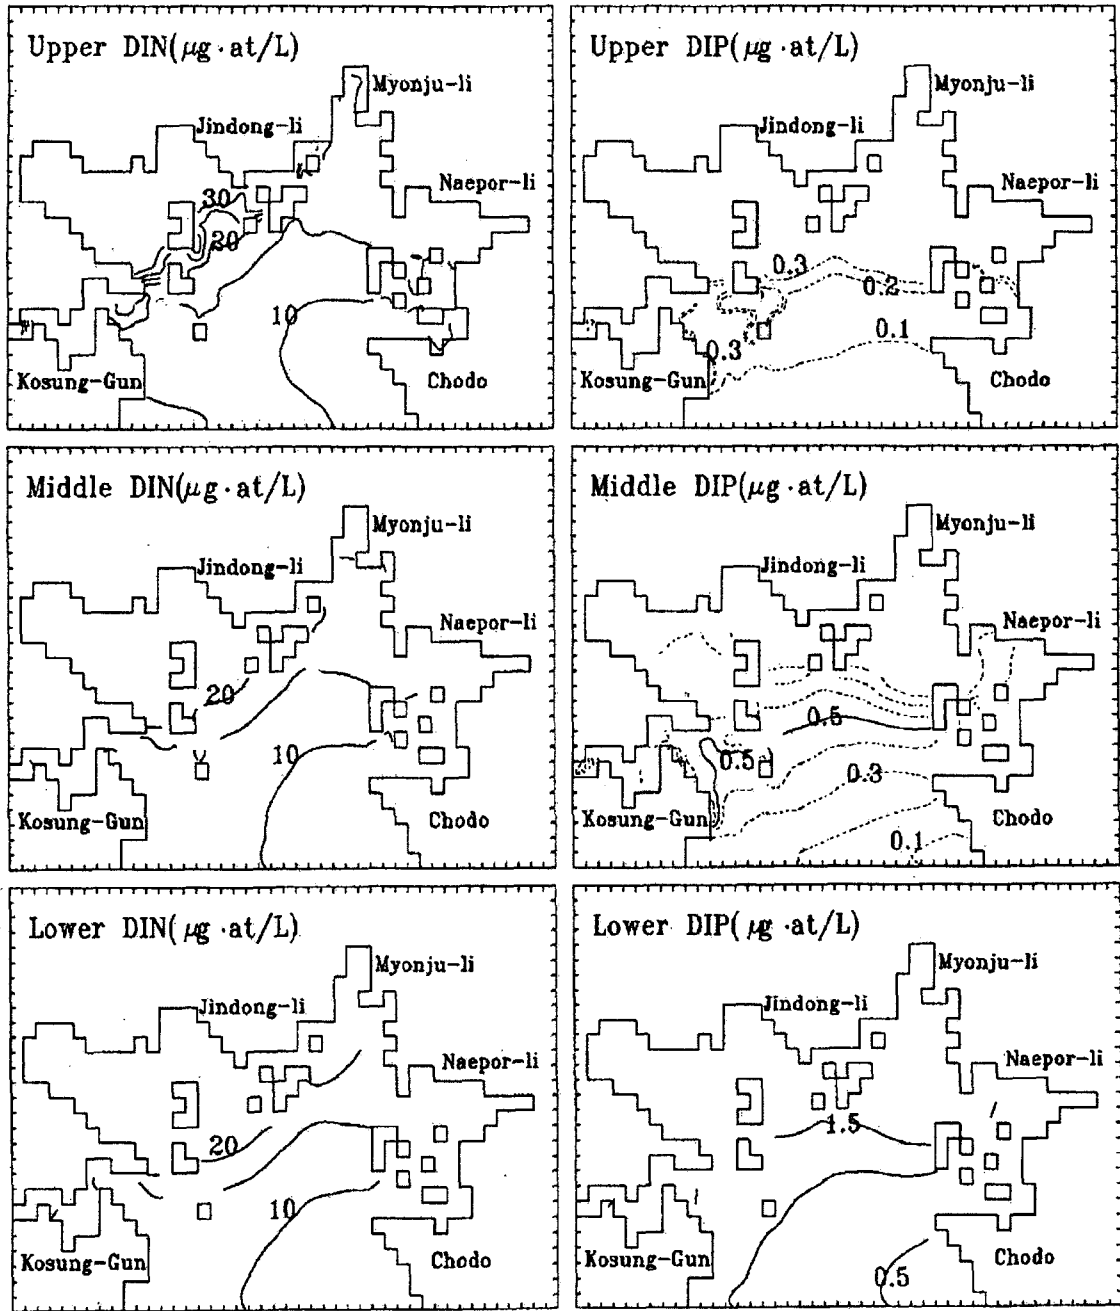 Upper DIN(μg·at/L)
Myonju-li
Jindong-li
Naepor-li
30
20
10
Kosung-Gun
Chodo
Upper DIP(μg·at/L)
Myonju-li
Jindong-li
Naepor-li
0.3
0.2
0.3
0.1
Kosung-Gun
Chodo
Middle DIN(μg·at/L)
Myonju-li
Jindong-li
Naepor-li
20
10
Kosung-Gun
Chodo
Middle DIP(μg·at/L)
Myonju-li
Jindong-li
Naepor-li
0.5
0.5
0.3
0.1
Kosung-Gun
Chodo
Lower DIN(μg·at/L)
Myonju-li
Jindong-li
Naepor-li
20
10
Kosung-Gun
Chodo
Lower DIP(μg·at/L)
Myonju-li
Jindong-li
Naepor-li
1.5
0.5
Kosung-Gun
Chodo